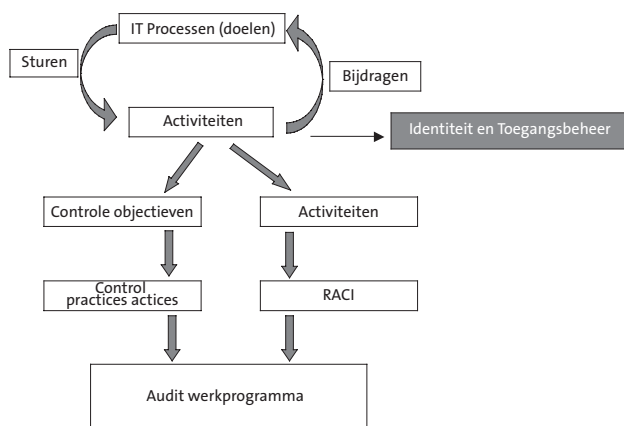 IT Processen (doelen)
Sturen
Bijdragen
Activiteiten
Identiteit en Toegangsbeheer
Controle objectieven
Activiteiten
Control
practices actices
RACI
Audit werkprogramma